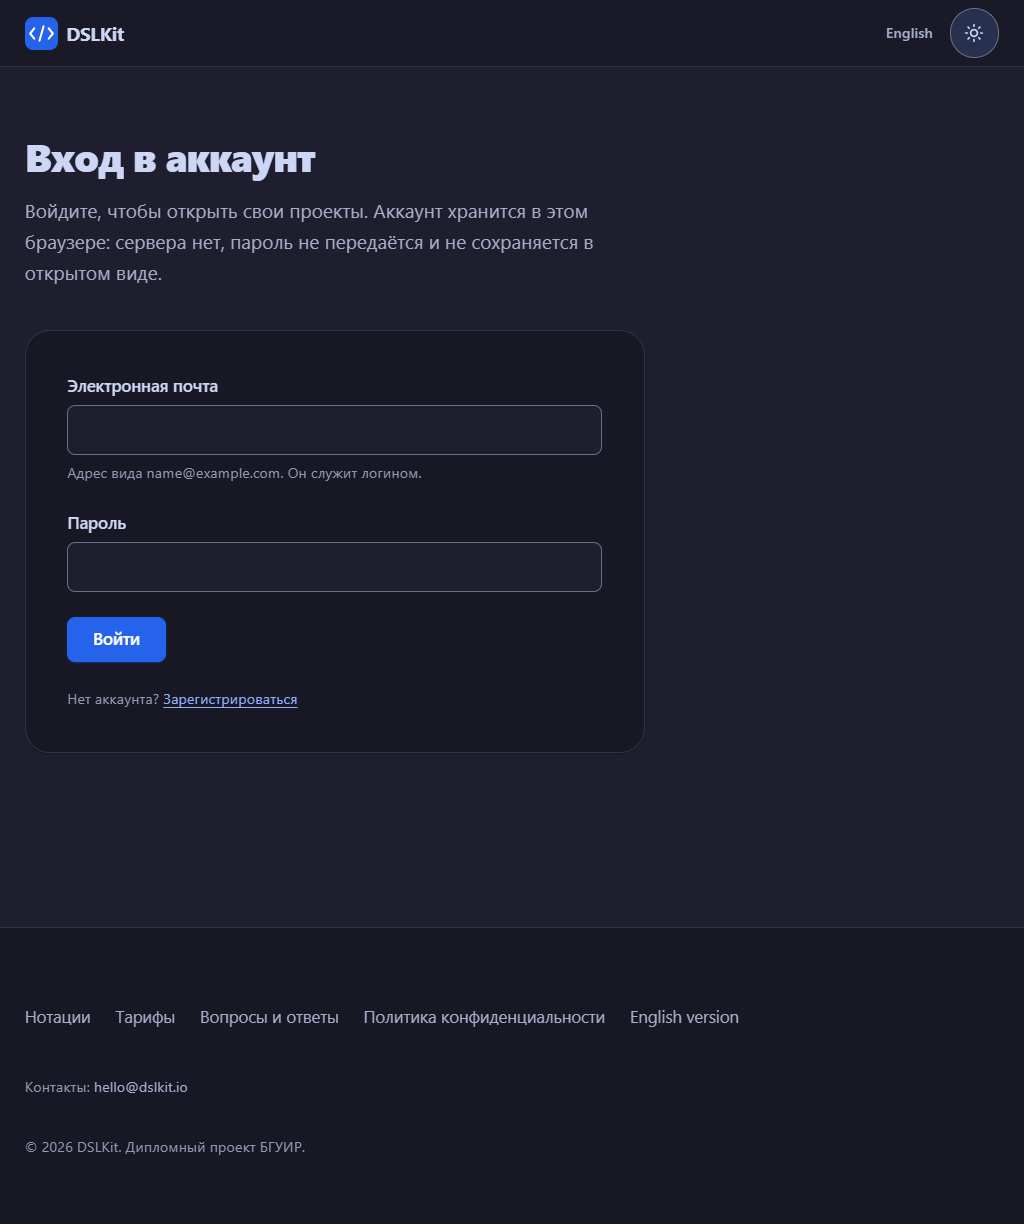 </> DSLKit
English
Вход в аккаунт
Войдите, чтобы открыть свои проекты. Аккаунт хранится в этом
браузере: сервера нет, пароль не передаётся и не сохраняется в
открытом виде.
Электронная почта
Адрес вида name@example.com. Он служит логином.
Пароль
Войти
Нет аккаунта? Зарегистрироваться
Нотации Тарифы Вопросы и ответы Политика конфиденциальности English version
Контакты: hello@dslkit.io
© 2026 DSLKit. Дипломный проект БГУИР.